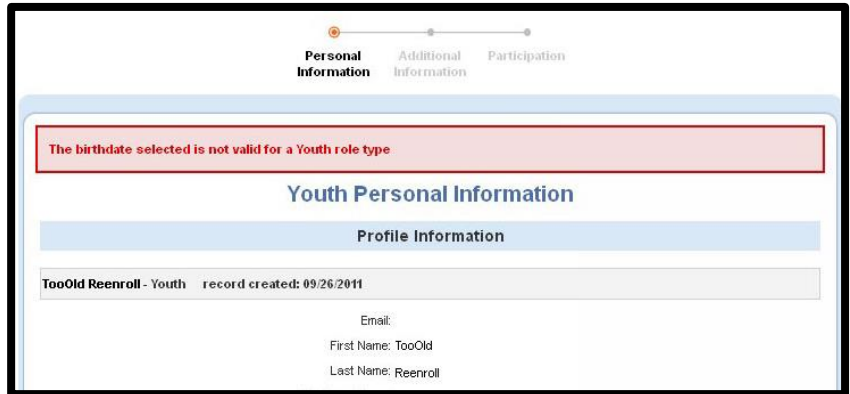 Personal Information
Additional Information
Participation
The birthdate selected is not valid for a Youth role type
Youth Personal Information
Profile Information
TooOld Reenroll - Youth record created: 09/26/2011
Email:
First Name: TooOld
Last Name: Reenroll